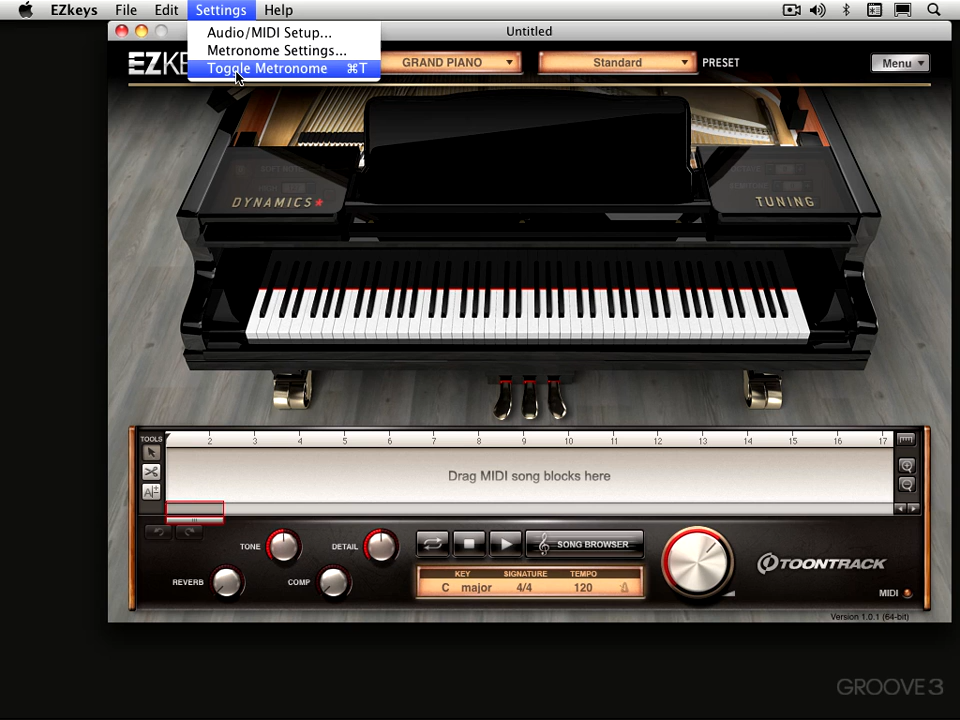 EZkeys File Edit Settings Help
Untitled
Audio/MIDI Setup...
Metronome Settings...
Toggle Metronome ⌘T
EZKE
GRAND PIANO
Standard
PRESET
Menu
DYNAMICS
TUNING
TOOLS
2 3 4 5 6 7 8 9 10 11 12 13 14 15 16 17
Drag MIDI song blocks here
TONE
DETAIL
SONG BROWSER
REVERB
COMP
KEY SIGNATURE TEMPO
C major 4/4 120
TOONTRACK
MIDI
Version 1.0.1 (64-bit)
GROOVE3